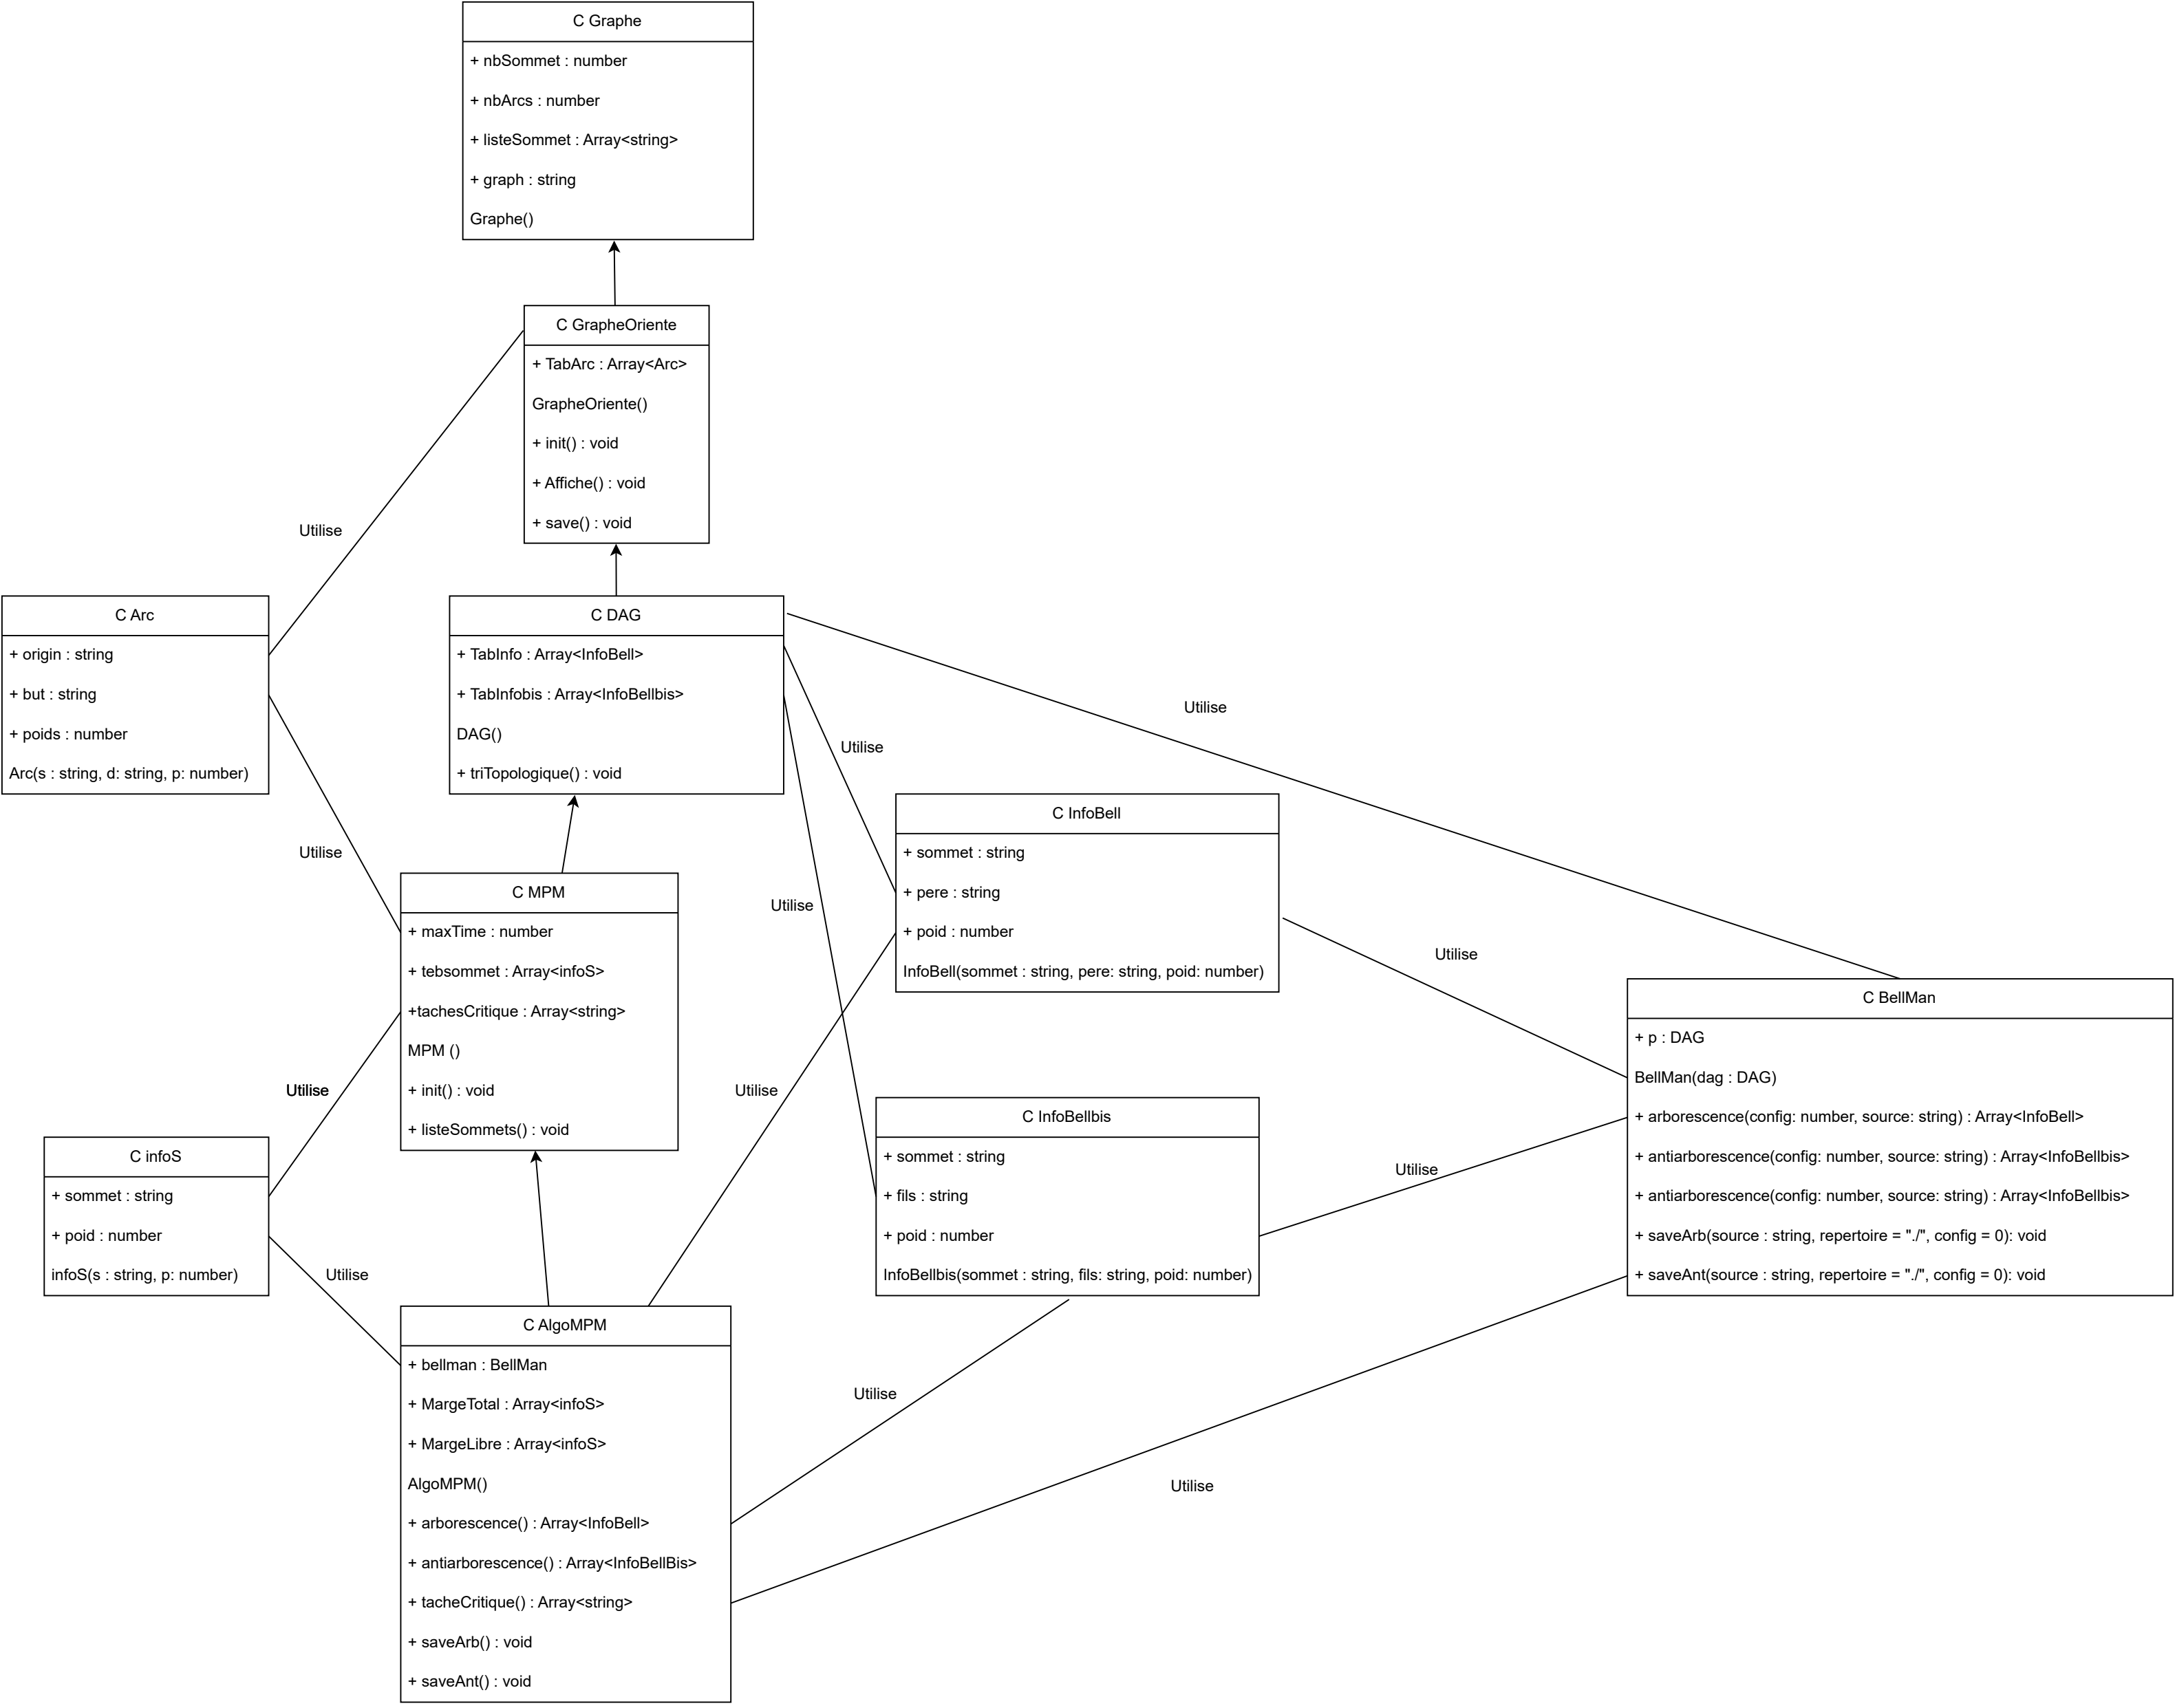 C Graphe
+ nbSommet : number
+ nbArcs : number
+ listeSommet : Array<string>
+ graph : string
Graphe()
C GrapheOriente
+ TabArc : Array<Arc>
GrapheOriente()
+ init() : void
+ Affiche() : void
+ save() : void
Utilise
C Arc
+ origin : string
+ but : string
+ poids : number
Arc(s : string, d: string, p: number)
C DAG
+ TabInfo : Array<InfoBell>
+ TabInfobis : Array<InfoBellbis>
DAG()
+ triTopologique() : void
Utilise
Utilise
Utilise
C InfoBell
+ sommet : string
+ pere : string
+ poid : number
InfoBell(sommet : string, pere: string, poid: number)
Utilise
C MPM
+ maxTime : number
+ tebsommet : Array<infoS>
+tachesCritique : Array<string>
MPM ()
+ init() : void
+ listeSommets() : void
Utilise
Utilise
C BellMan
+ p : DAG
BellMan(dag : DAG)
+ arborescence(config: number, source: string) : Array<InfoBell>
+ antiarborescence(config: number, source: string) : Array<InfoBellbis>
+ antiarborescence(config: number, source: string) : Array<InfoBellbis>
+ saveArb(source : string, repertoire = "./", config = 0): void
+ saveAnt(source : string, repertoire = "./", config = 0): void
Utilise
Utilise
C InfoBellbis
+ sommet : string
+ fils : string
+ poid : number
InfoBellbis(sommet : string, fils: string, poid: number)
Utilise
C infoS
+ sommet : string
+ poid : number
infoS(s : string, p: number)
Utilise
C AlgoMPM
+ bellman : BellMan
+ MargeTotal : Array<infoS>
+ MargeLibre : Array<infoS>
AlgoMPM()
+ arborescence() : Array<InfoBell>
+ antiarborescence() : Array<InfoBellBis>
+ tacheCritique() : Array<string>
+ saveArb() : void
+ saveAnt() : void
Utilise
Utilise